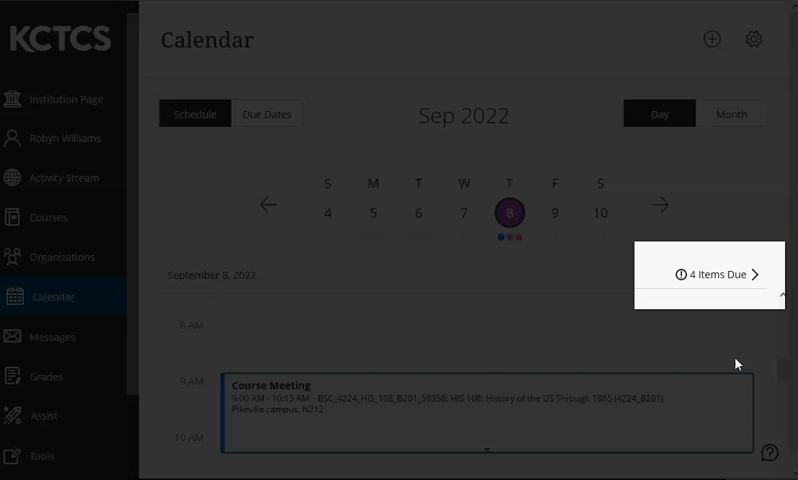 KCTCS
Institution Page
Robyn Williams
Activity Stream
Courses
Organizations
Calendar
Messages
Grades
Assist
Tools
Calendar
Schedule
Due Dates
Sep 2022
Day
Month
S M T W T F S
4 5 6 7 8 9 10
September 8, 2022
4 Items Due
8 AM
9 AM
Course Meeting
9:00 AM - 10:15 AM - BSC_4224_HIS_108_B201_50356: HIS 108: History of the US Through 1865 (4224_B201)
Pikeville campus, N212
10 AM